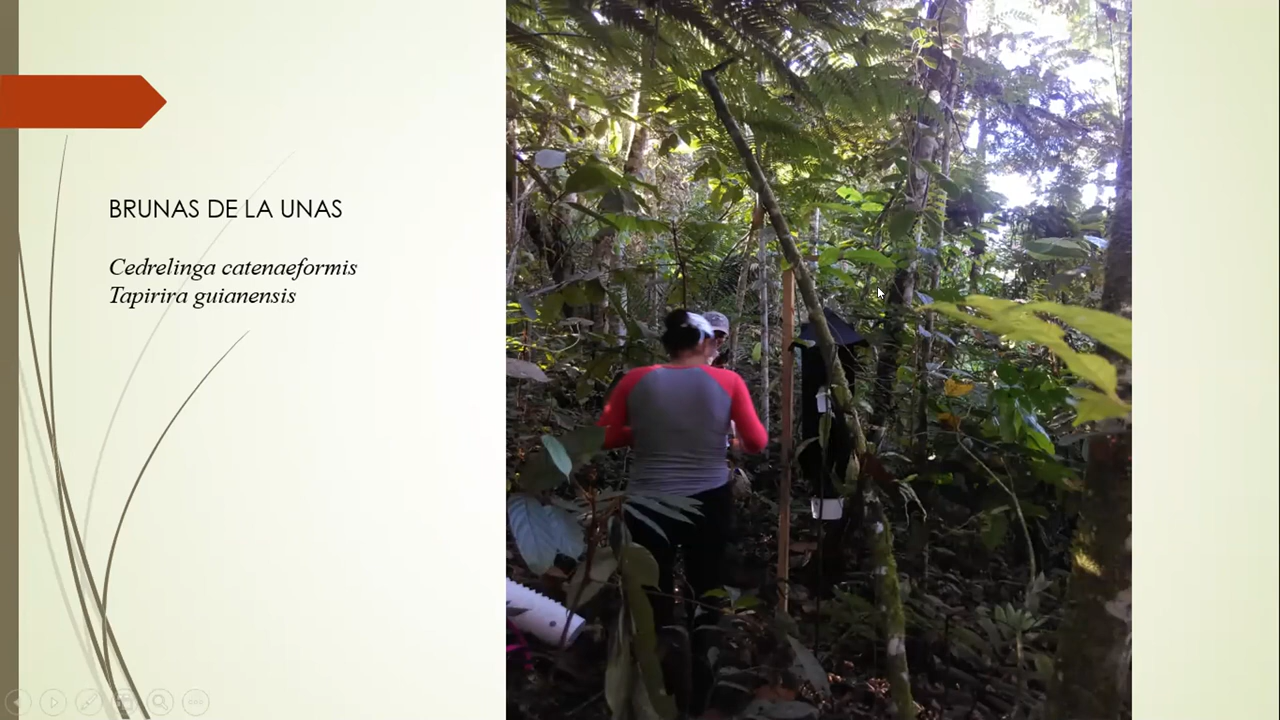 BRUNAS DE LA UNAS
Cedrelinga catenaeformis
Tapirira guianensis